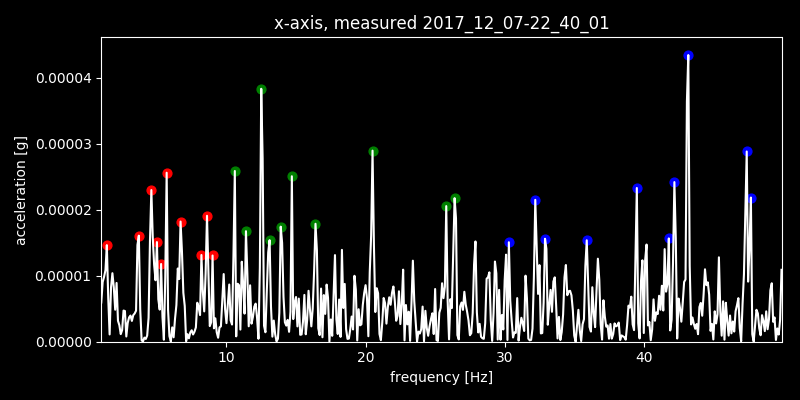 x-axis, measured 2017_12_07-22_40_01
0.00004
0.00003
0.00002
0.00001
0.00000
acceleration [g]
10 20 30 40
frequency [Hz]